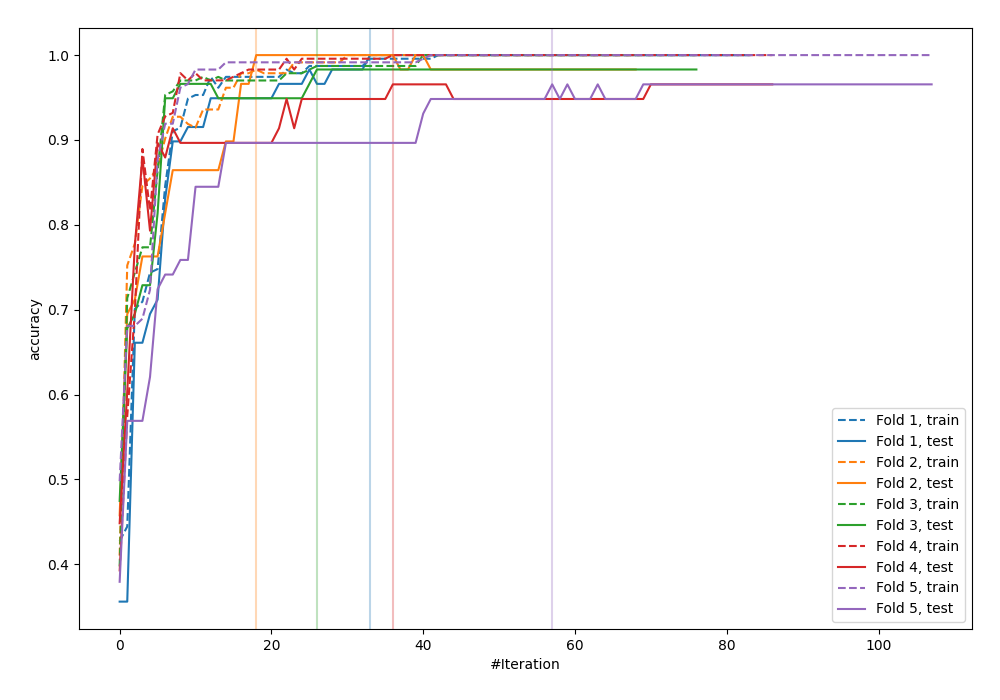 1.0
0.9
0.8
0.7
0.6
0.5
0.4
accuracy
0
20
40
60
80
100
#Iteration
Fold 1, train
Fold 1, test
Fold 2, train
Fold 2, test
Fold 3, train
Fold 3, test
Fold 4, train
Fold 4, test
Fold 5, train
Fold 5, test